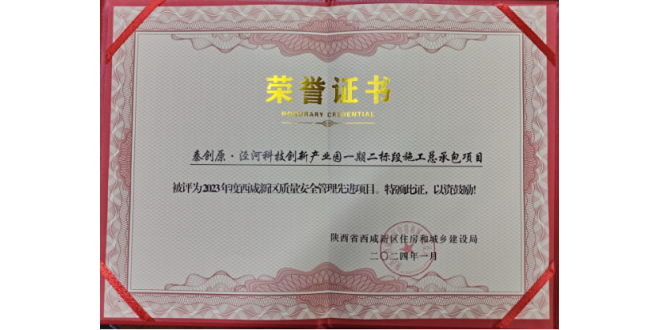 荣誉证书
HONORARY CREDENTIAL
秦创原·泾河科技创新产业园一期二标段施工总承包项目
被评为2023年度西咸新区质量安全管理先进项目。特颁此证，以资鼓励!
陕西省西咸新区住房和城乡建设局
二〇二四年一月